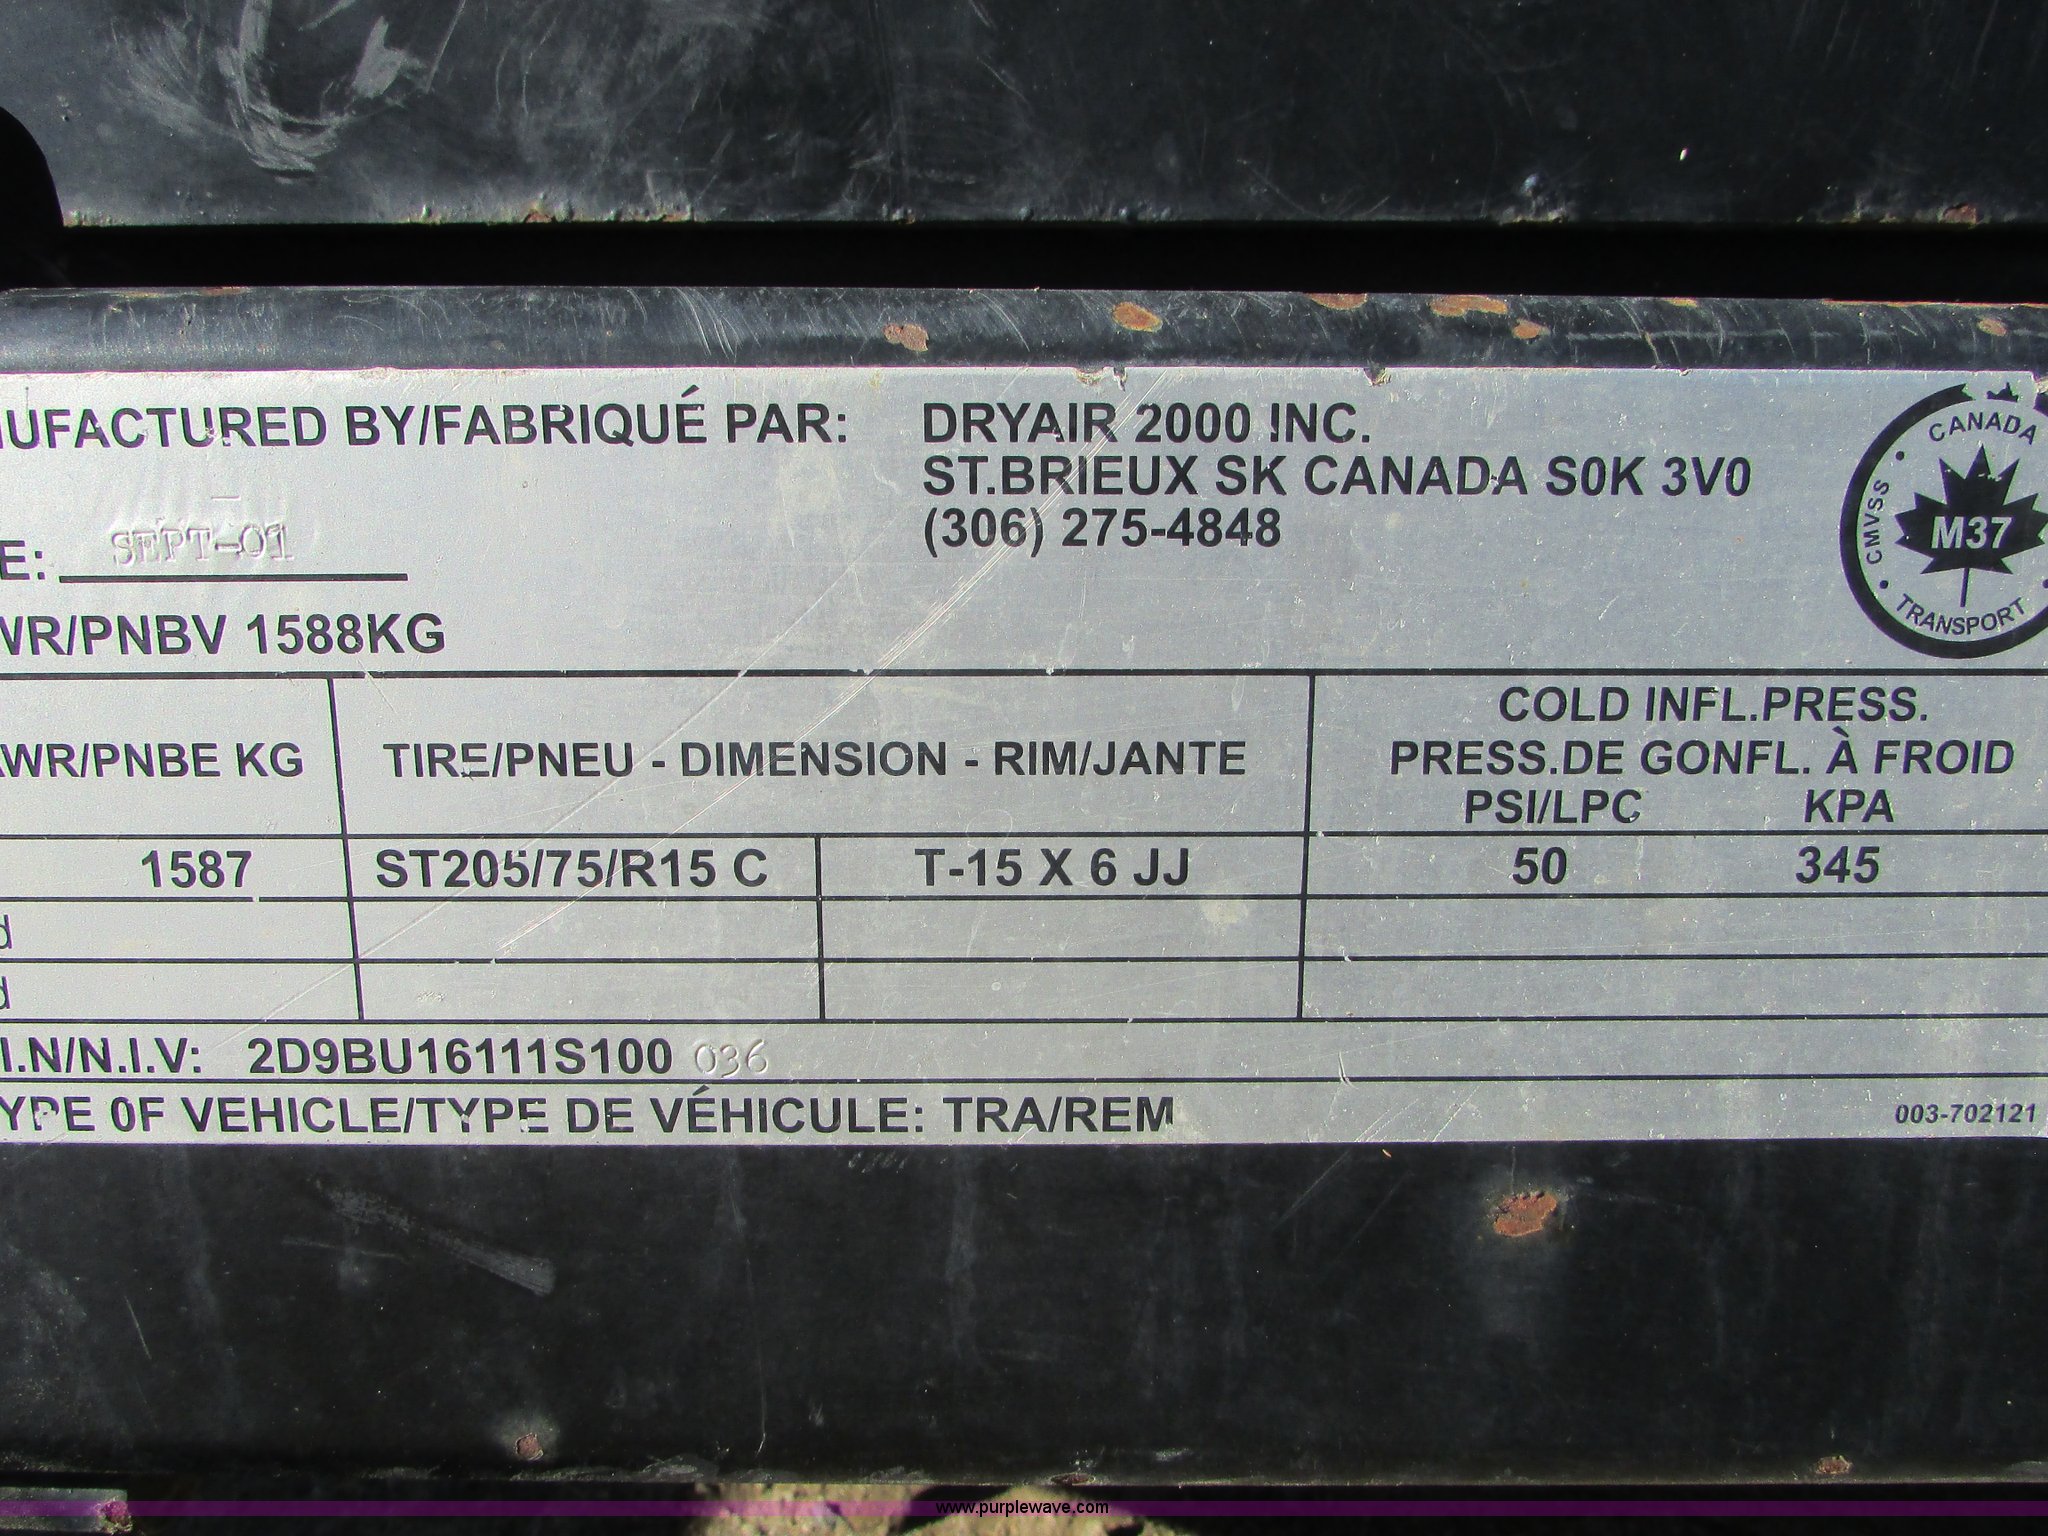 NUFACTURED BY/FABRIQUÉ PAR: DRYAIR 2000 INC.
ST.BRIEUX SK CANADA S0K 3V0
(306) 275-4848
E: SEPT-01
WR/PNBV 1588KG
CANADA
CMVSS
M37
TRANSPORT
WR/PNBE KG
TIRE/PNEU - DIMENSION - RIM/JANTE
COLD INFL.PRESS.
PRESS.DE GONFL. À FROID
PSI/LPC KPA
1587 ST205/75/R15 C T-15 X 6 JJ 50 345
d
d
I.N/N.I.V: 2D9BU16111S100 036
YPE 0F VEHICLE/TYPE DE VÉHICULE: TRA/REM 003-702121
www.purplewave.com